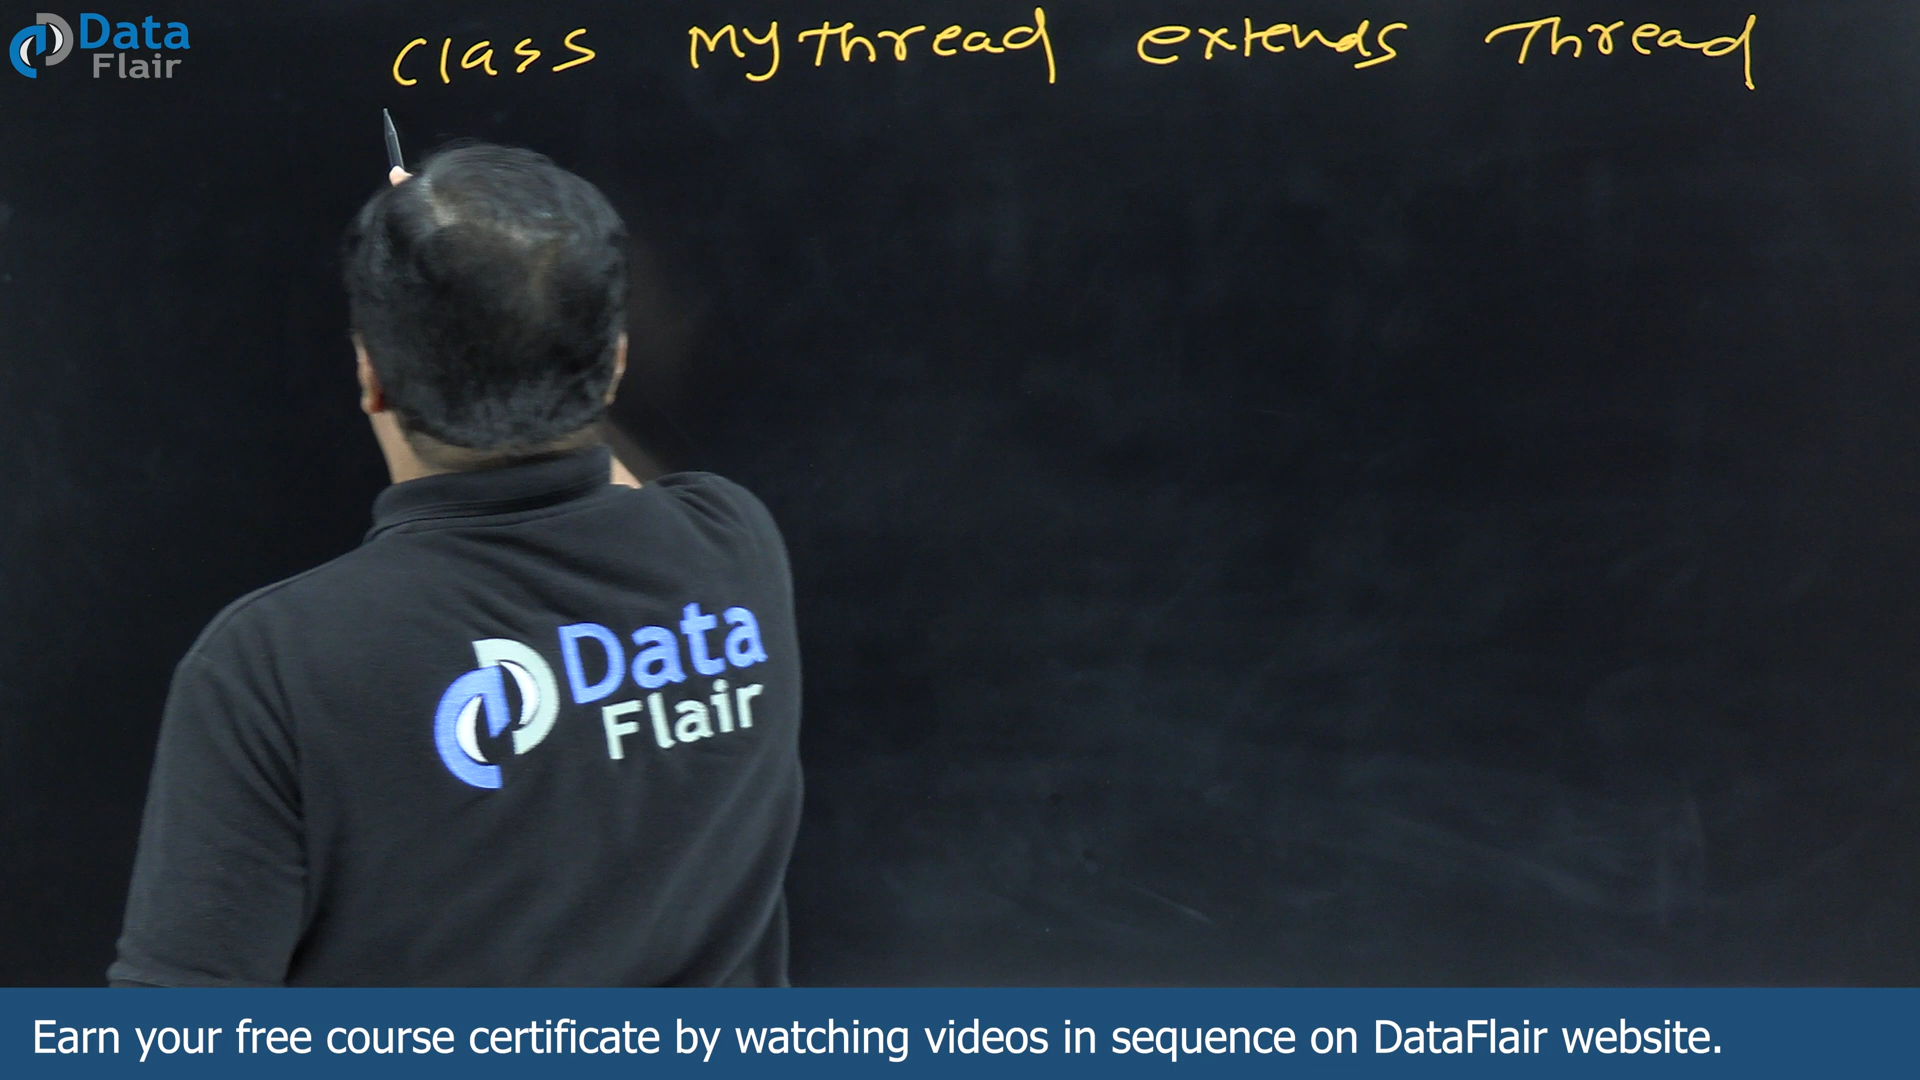 Data
Flair
class Mythread extends Thread
Data
Flair
Earn your free course certificate by watching videos in sequence on DataFlair website.